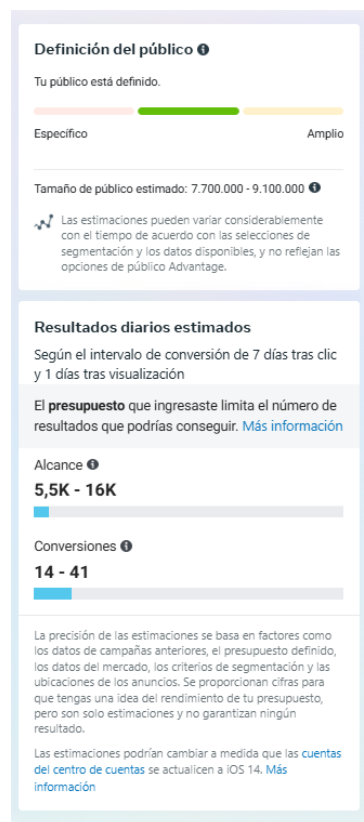 Definición del público
Tu público está definido.
Específico Amplio
Tamaño de público estimado: 7.700.000 - 9.100.000
Las estimaciones pueden variar considerablemente
con el tiempo de acuerdo con las selecciones de
segmentación y los datos disponibles, y no reflejan las
opciones de público Advantage.
Resultados diarios estimados
Según el intervalo de conversión de 7 días tras clic
y 1 días tras visualización
El presupuesto que ingresaste limita el número de
resultados que podrías conseguir. Más información
Alcance
5,5K - 16K
Conversiones
14 - 41
La precisión de las estimaciones se basa en factores como
los datos de campañas anteriores, el presupuesto definido,
los datos del mercado, los criterios de segmentación y las
ubicaciones de los anuncios. Se proporcionan cifras para
que tengas una idea del rendimiento de tu presupuesto,
pero son solo estimaciones y no garantizan ningún
resultado.
Las estimaciones podrían cambiar a medida que las cuentas
del centro de cuentas se actualicen a iOS 14. Más
información